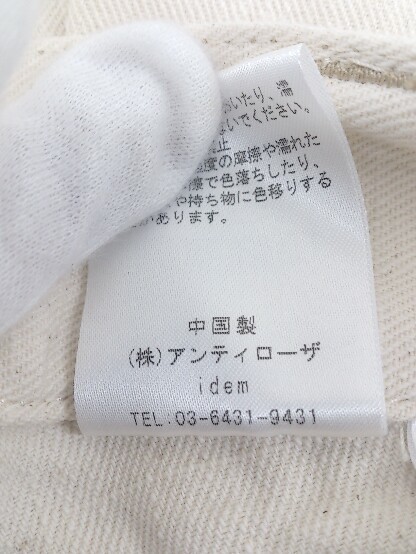 いたり、
ないでください。
度の摩擦や濡れた
擦で色落ちしたり、
や持ち物に色移りする
があります。
中国製
(株)アンティローザ
idem
TEL:03-6431-9431